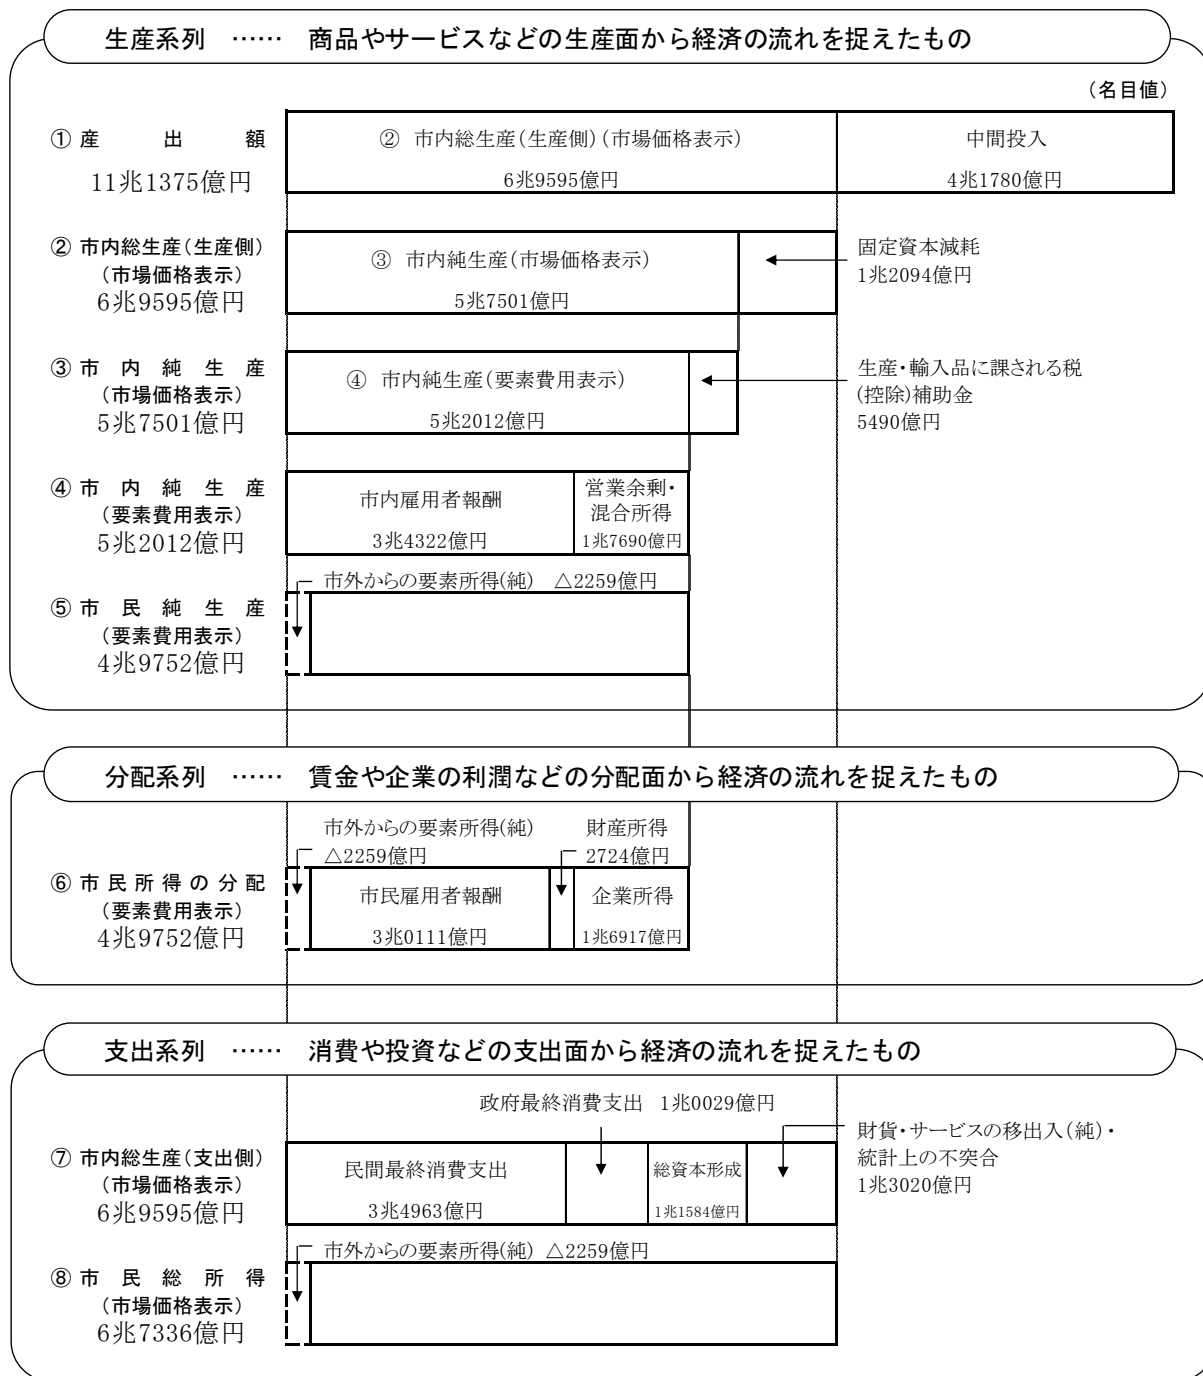 生産系列 …… 商品やサービスなどの生産面から経済の流れを捉えたもの
（名目値）
① 産出額
11兆1375億円
② 市内総生産（生産側）（市場価格表示）
6兆9595億円
中間投入
4兆1780億円
② 市内総生産（生産側）
（市場価格表示）
6兆9595億円
③ 市内純生産（市場価格表示）
5兆7501億円
固定資本減耗
1兆2094億円
③ 市内純生産
（市場価格表示）
5兆7501億円
④ 市内純生産（要素費用表示）
5兆2012億円
生産・輸入品に課される税
(控除)補助金
5490億円
④ 市内純生産
（要素費用表示）
5兆2012億円
市内雇用者報酬
3兆4322億円
営業余剰・
混合所得
1兆7690億円
市外からの要素所得(純) △2259億円
⑤ 市民純生産
（要素費用表示）
4兆9752億円
分配系列 …… 賃金や企業の利潤などの分配面から経済の流れを捉えたもの
市外からの要素所得(純)
△2259億円
財産所得
2724億円
⑥ 市民所得の分配
（要素費用表示）
4兆9752億円
市民雇用者報酬
3兆0111億円
企業所得
1兆6917億円
支出系列 …… 消費や投資などの支出面から経済の流れを捉えたもの
政府最終消費支出 1兆0029億円
⑦ 市内総生産（支出側）
（市場価格表示）
6兆9595億円
民間最終消費支出
3兆4963億円
総資本形成
1兆1584億円
財貨・サービスの移出入（純）・
統計上の不突合
1兆3020億円
市外からの要素所得(純) △2259億円
⑧ 市民総所得
（市場価格表示）
6兆7336億円